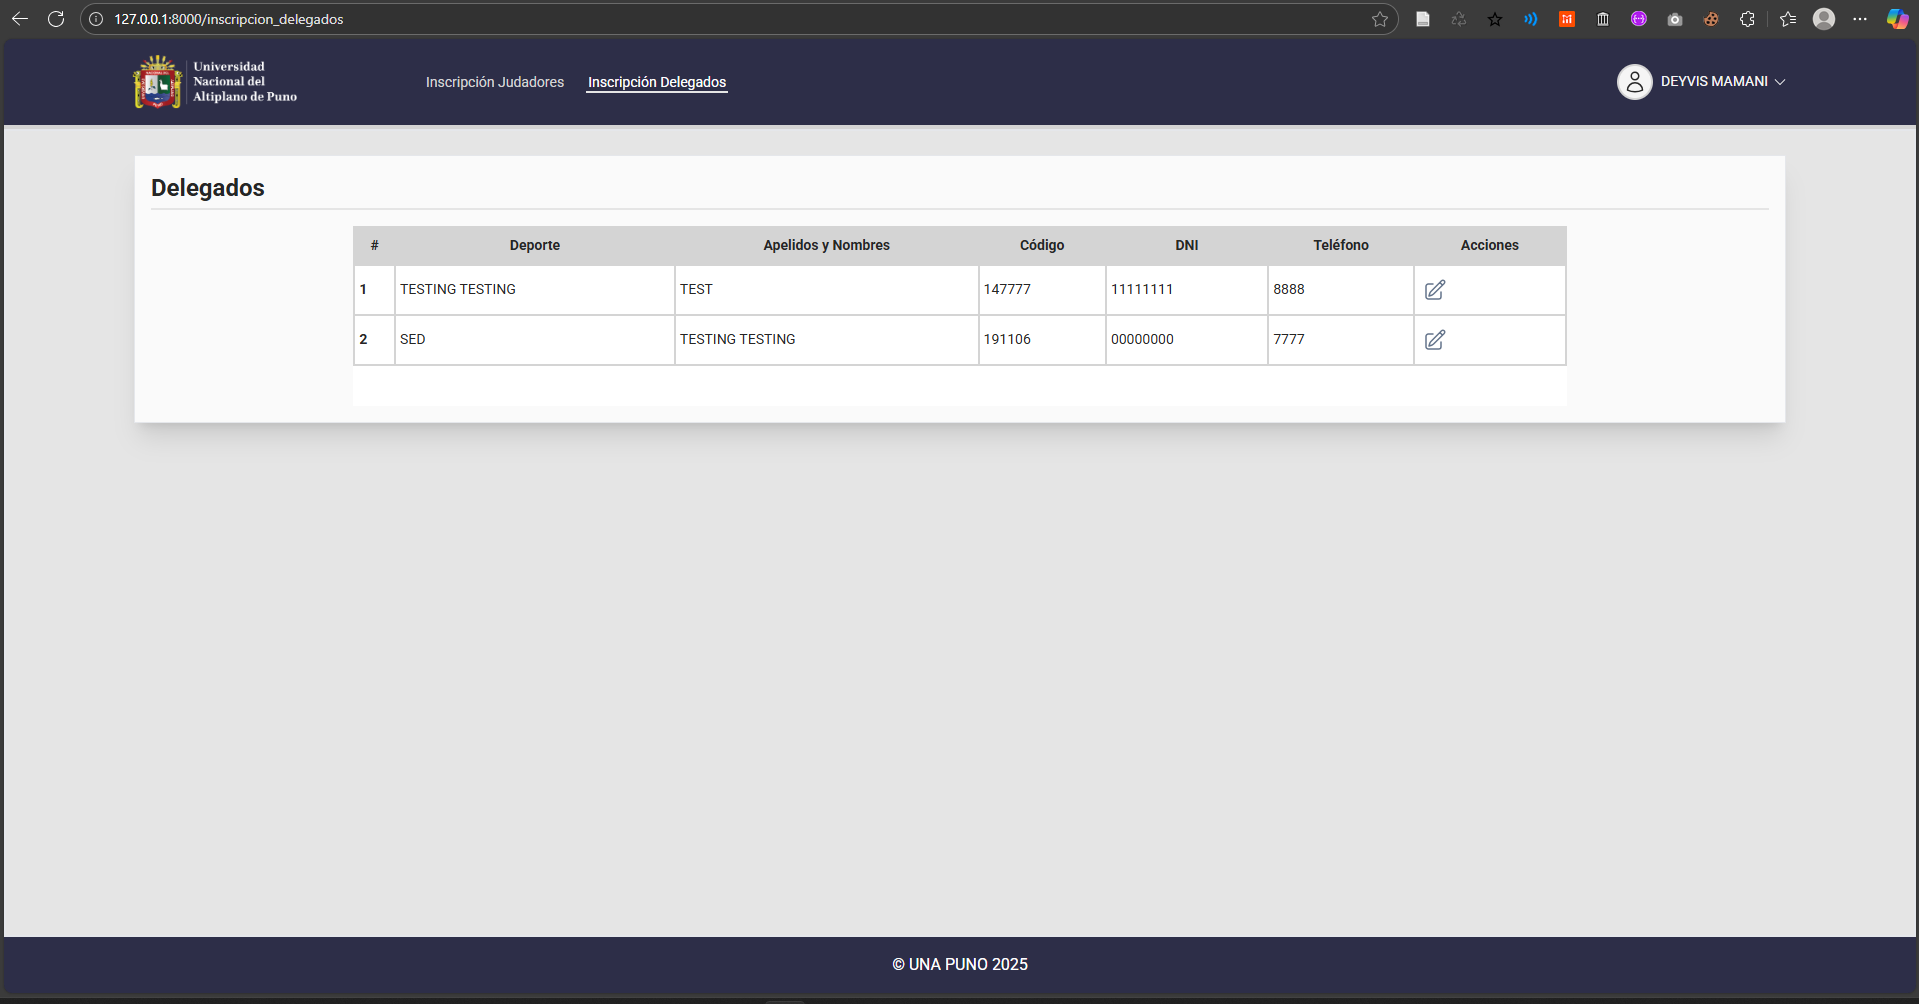 127.0.0.1:8000/inscripcion_delegados
Universidad
Nacional del
Altiplano de Puno
Inscripción Judadores
Inscripción Delegados
DEYVIS MAMANI
Delegados
# Deporte Apelidos y Nombres Código DNI Teléfono Acciones
1 TESTING TESTING TEST 147777 11111111 8888
2 SED TESTING TESTING 191106 00000000 7777
© UNA PUNO 2025